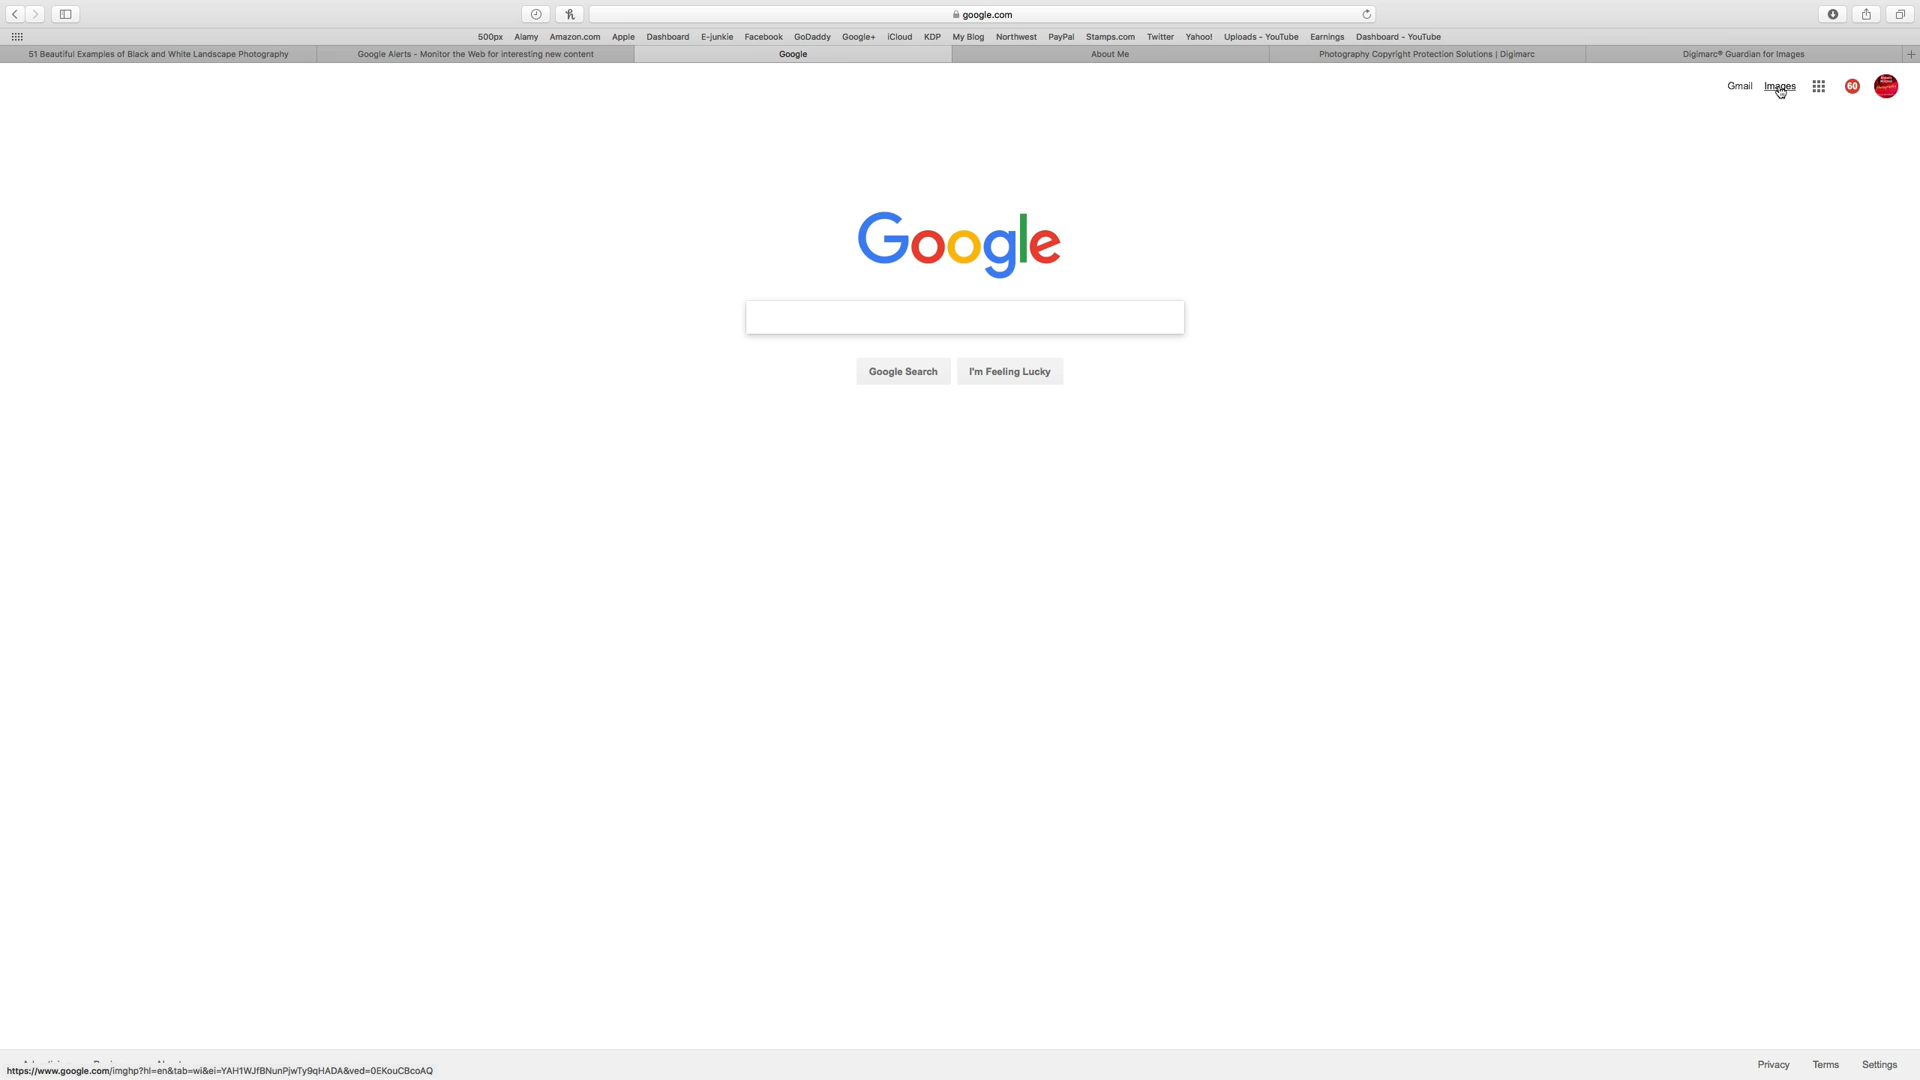 google.com
500px Alamy Amazon.com Apple Dashboard E-junkie Facebook GoDaddy Google+ iCloud KDP My Blog Northwest PayPal Stamps.com Twitter Yahoo! Uploads - YouTube Earnings Dashboard - YouTube
51 Beautiful Examples of Black and White Landscape Photography Google Alerts - Monitor the Web for interesting new content Google About Me Photography Copyright Protection Solutions | Digimarc Digimarc® Guardian for Images
Gmail Images 60
Google
Google Search I'm Feeling Lucky
Privacy Terms Settings
https://www.google.com/imghp?hl=en&tab=wi&ei=YAH1WJfBNunPjwTy9qHADA&ved=0EKouCBcoAQ